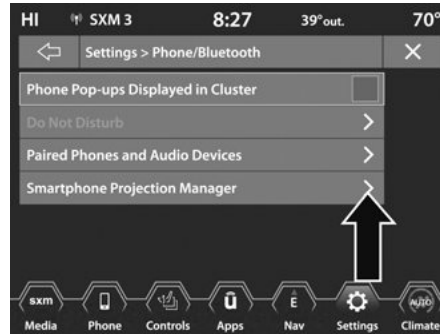 HI SXM 3 8:27 39°out. 70°
Settings > Phone/Bluetooth
Phone Pop-ups Displayed in Cluster
Do Not Disturb
Paired Phones and Audio Devices
Smartphone Projection Manager
sxm û E AUTO
Media Phone Controls Apps Nav Settings Climate